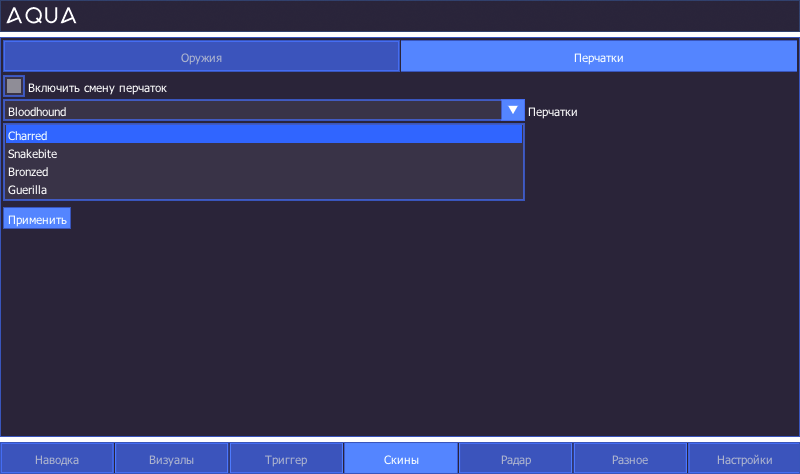 AQUA
Оружия
Перчатки
Включить смену перчаток
Bloodhound
Перчатки
Charred
Snakebite
Bronzed
Guerilla
Применить
Наводка
Визуалы
Триггер
Скины
Радар
Разное
Настройки